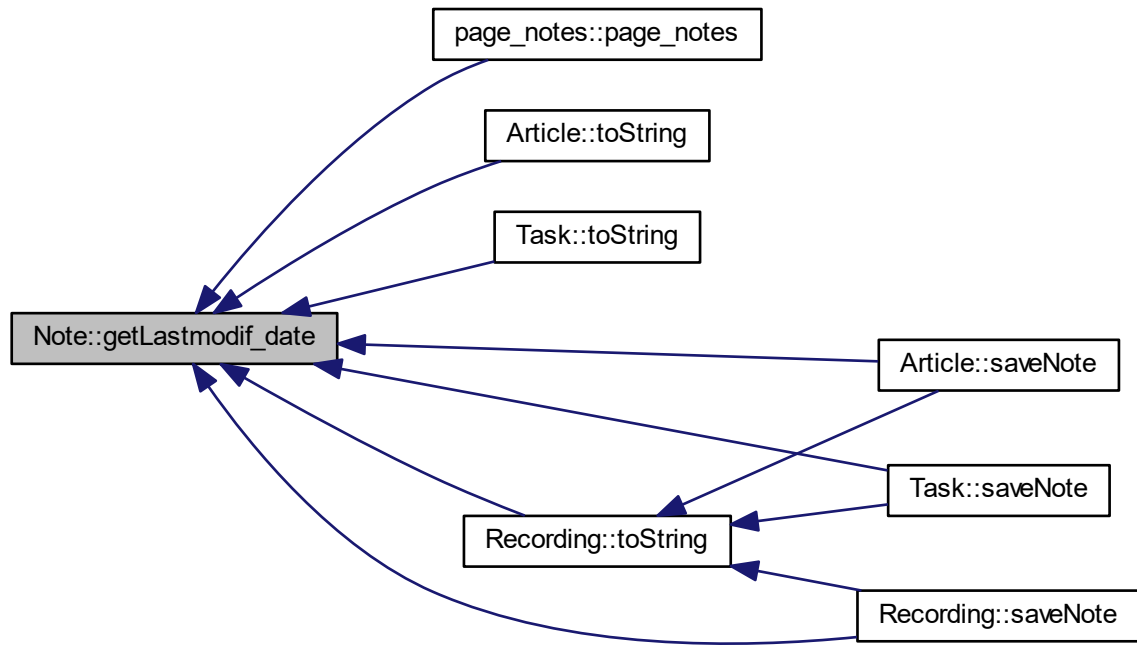 page_notes::page_notes
Article::toString
Task::toString
Note::getLastmodif_date
Article::saveNote
Task::saveNote
Recording::toString
Recording::saveNote